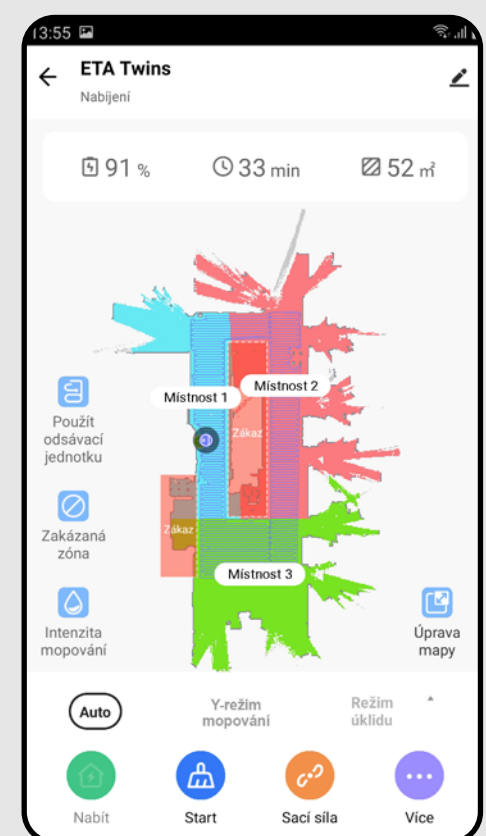 13:55
ETA Twins
Nabíjení
91 %
33 min
52 ㎡
Místnost 1
Místnost 2
Zákaz
Použít
odsávací
jednotku
Zákaz
Zakázaná
zóna
Místnost 3
Intenzita
mopování
Úprava
mapy
Auto
Y-režim
mopování
Režim
úklidu
Nabít
Start
Sací síla
Více